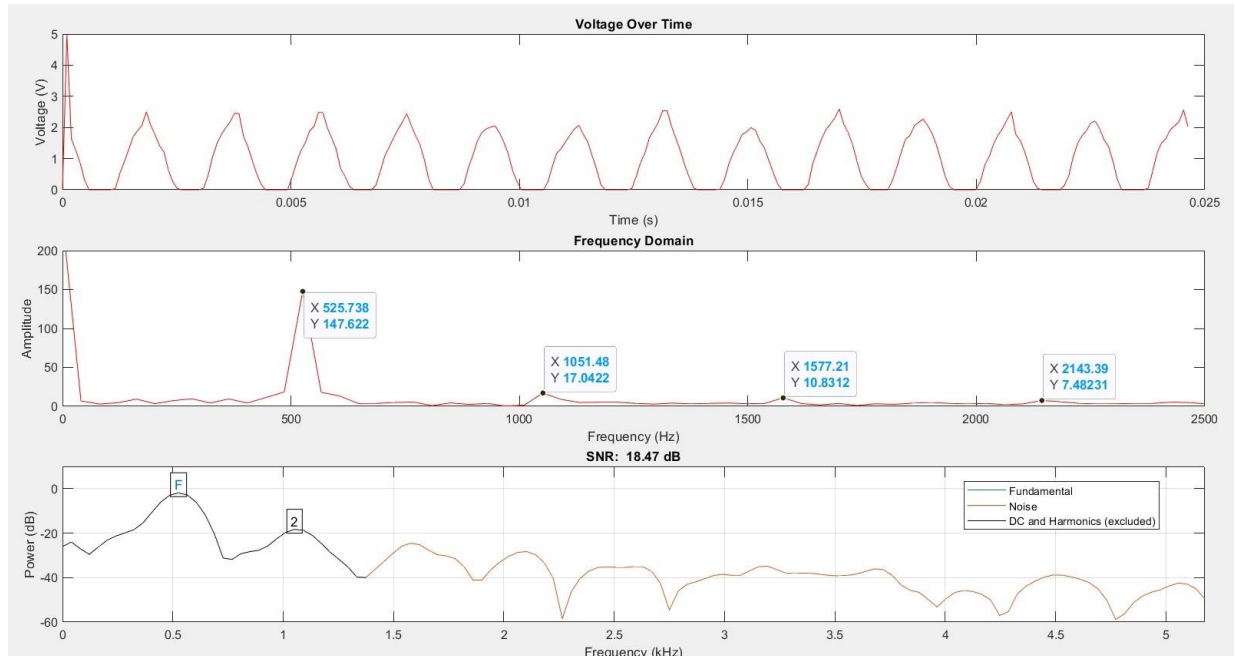 Voltage Over Time
Voltage (V)
5
4
3
2
1
0
0 0.005 0.01 0.015 0.02 0.025
Time (s)
Frequency Domain
Amplitude
200
150
100
50
0
X 525.738
Y 147.622
X 1051.48
Y 17.0422
X 1577.21
Y 10.8312
X 2143.39
Y 7.48231
0 500 1000 1500 2000 2500
Frequency (Hz)
SNR: 18.47 dB
Power (dB)
0
-20
-40
-60
F
2
Fundamental
Noise
DC and Harmonics (excluded)
0 0.5 1 1.5 2 2.5 3 3.5 4 4.5 5
Frequency (kHz)